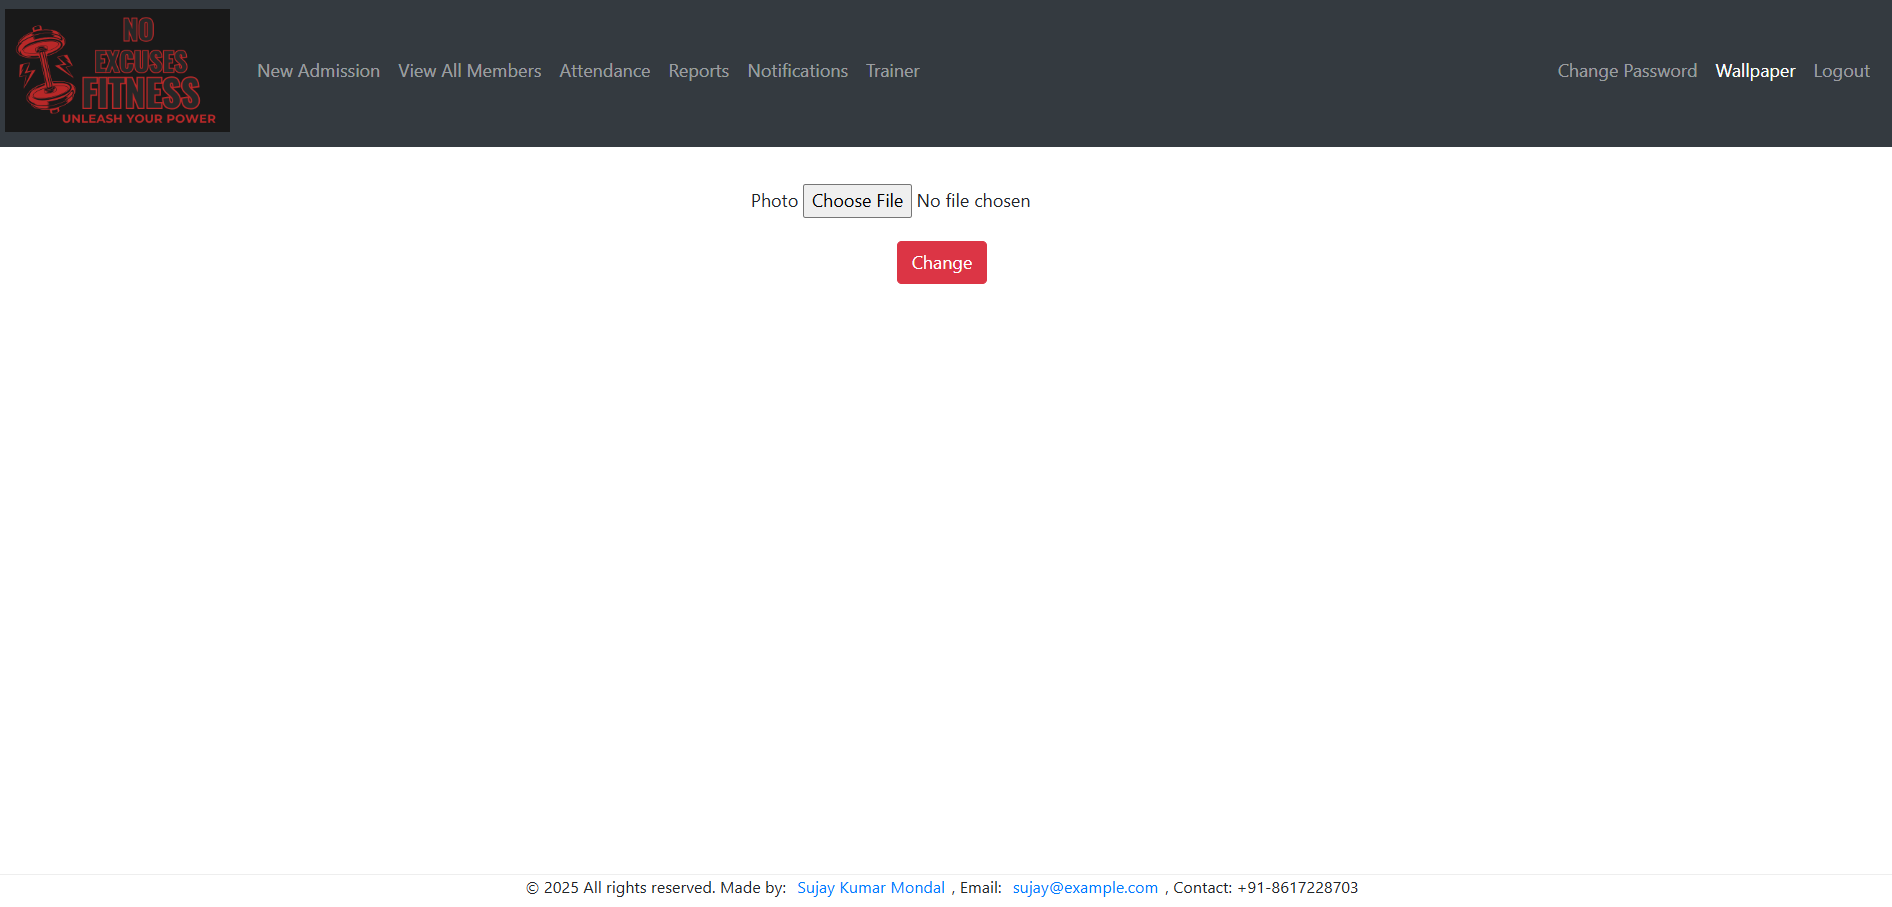 NO
EXCUSES
FITNESS
UNLEASH YOUR POWER
New Admission View All Members Attendance Reports Notifications Trainer Change Password Wallpaper Logout
Photo Choose File No file chosen
Change
© 2025 All rights reserved. Made by: Sujay Kumar Mondal , Email: sujay@example.com , Contact: +91-8617228703